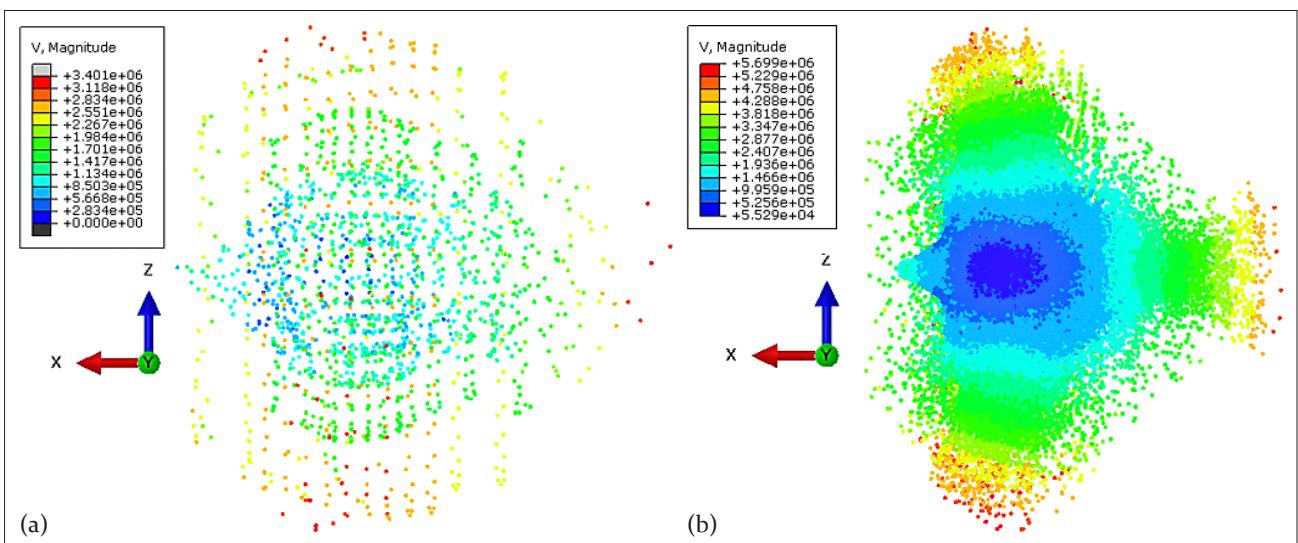 V, Magnitude
+3.401e+06
+3.118e+06
+2.834e+06
+2.551e+06
+2.267e+06
+1.984e+06
+1.701e+06
+1.417e+06
+1.134e+06
+8.503e+05
+5.668e+05
+2.834e+05
+0.000e+00
Z
X
Y
(a)
V, Magnitude
+5.699e+06
+5.229e+06
+4.758e+06
+4.288e+06
+3.818e+06
+3.347e+06
+2.877e+06
+2.407e+06
+1.936e+06
+1.466e+06
+9.959e+05
+5.256e+05
+5.529e+04
Z
X
Y
(b)